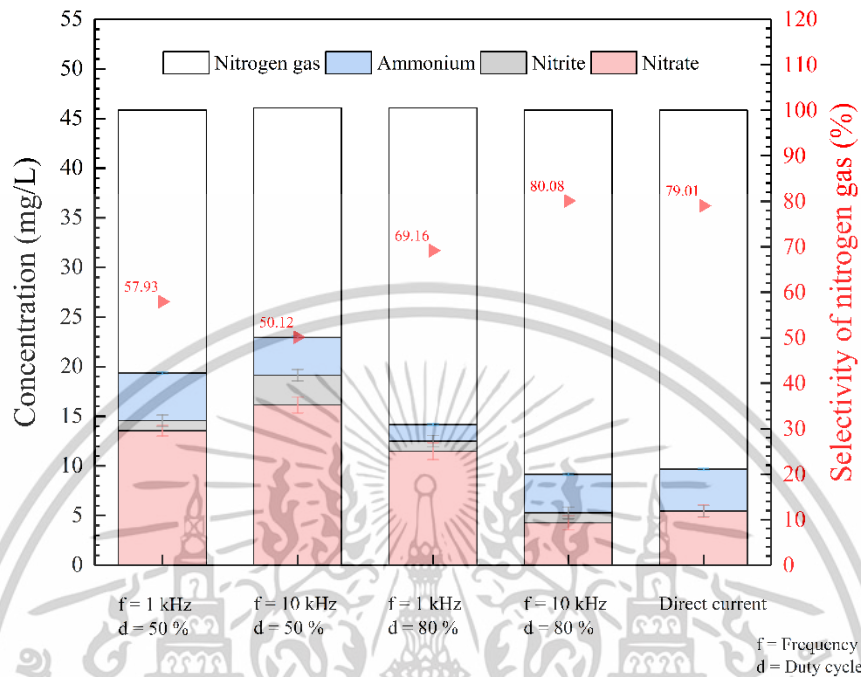 Nitrogen gas Ammonium Nitrite Nitrate
Concentration (mg/L)
55
50
45
40
35
30
25
20
15
10
5
0
Selectivity of nitrogen gas (%)
120
110
100
90
80
70
60
50
40
30
20
10
0
57.93
50.12
69.16
80.08
79.01
f = 1 kHz
d = 50 %
f = 10 kHz
d = 50 %
f = 1 kHz
d = 80 %
f = 10 kHz
d = 80 %
Direct current
f = Frequency
d = Duty cycle